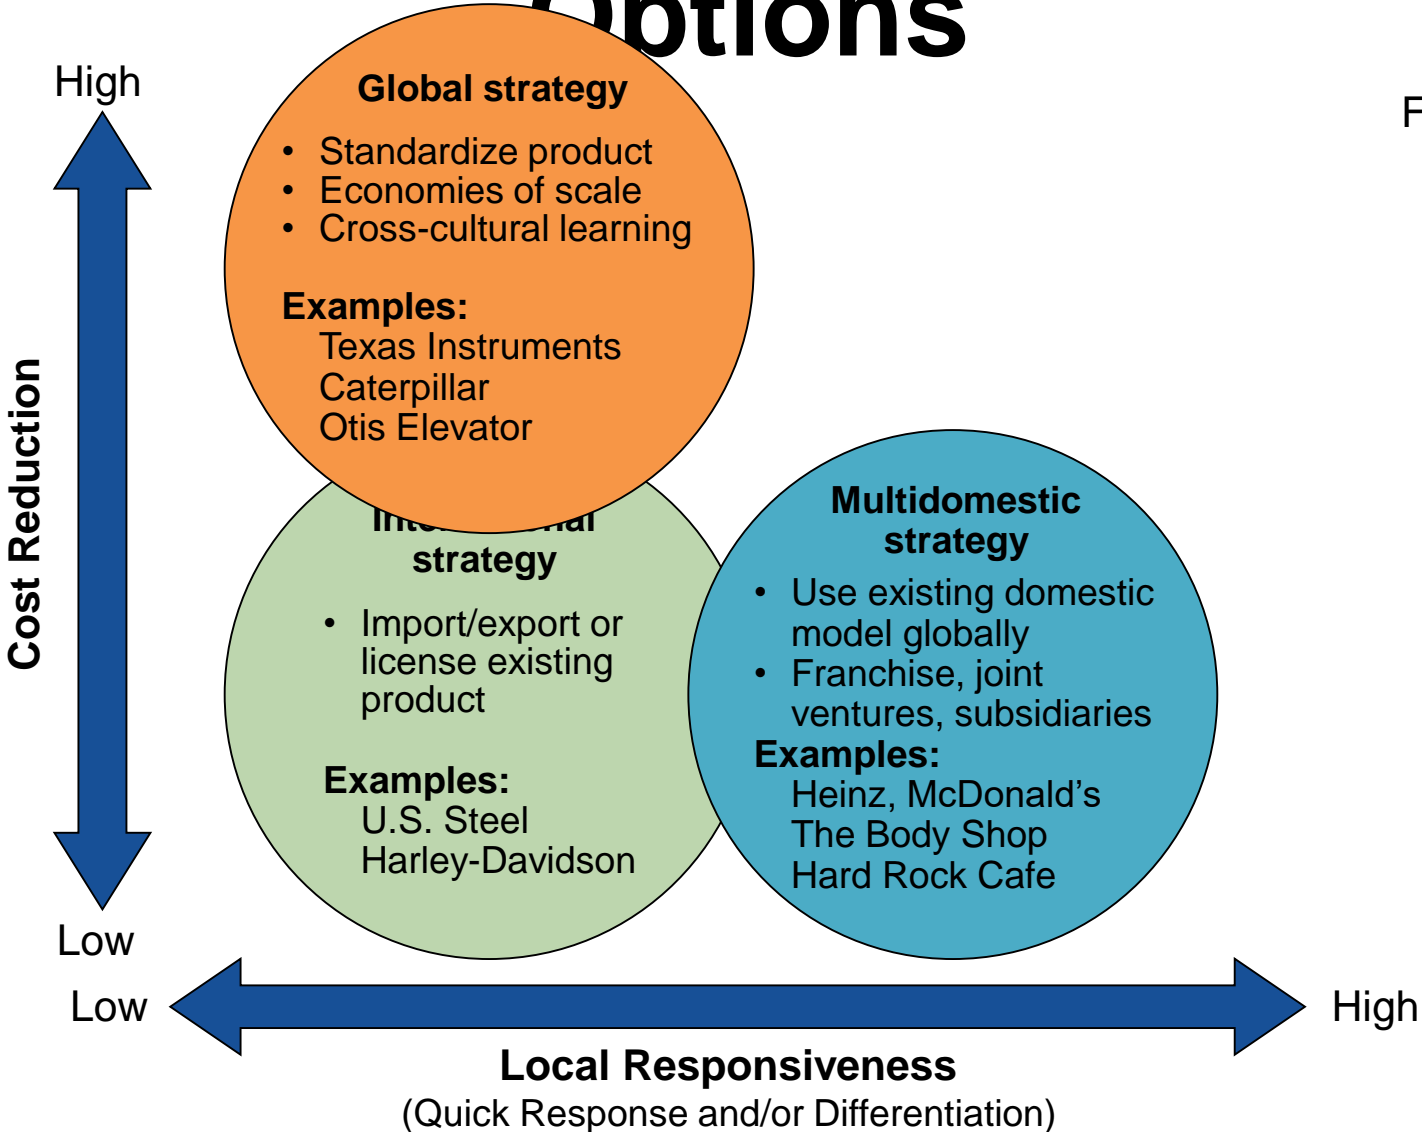 Options
High
F
Global strategy
• Standardize product
• Economies of scale
• Cross-cultural learning
Examples:
Texas Instruments
Caterpillar
Otis Elevator
Cost Reduction
strategy
• Import/export or
license existing
product
Examples:
U.S. Steel
Harley-Davidson
Multidomestic
strategy
• Use existing domestic
model globally
• Franchise, joint
ventures, subsidiaries
Examples:
Heinz, McDonald’s
The Body Shop
Hard Rock Cafe
Low
Low
High
Local Responsiveness
(Quick Response and/or Differentiation)